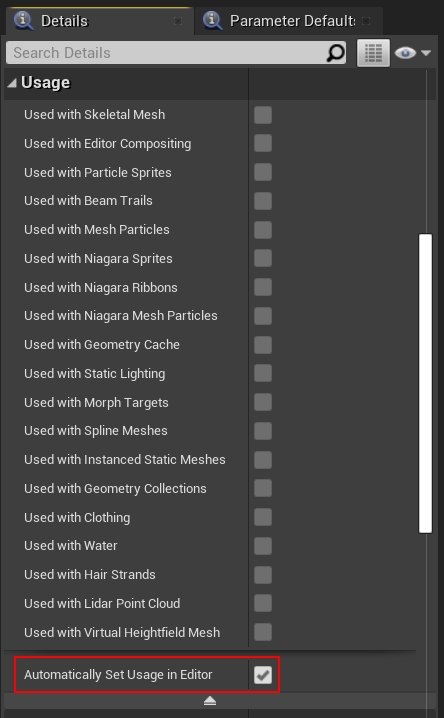 Details
Parameter Defaults
Search Details
Usage
Used with Skeletal Mesh
Used with Editor Compositing
Used with Particle Sprites
Used with Beam Trails
Used with Mesh Particles
Used with Niagara Sprites
Used with Niagara Ribbons
Used with Niagara Mesh Particles
Used with Geometry Cache
Used with Static Lighting
Used with Morph Targets
Used with Spline Meshes
Used with Instanced Static Meshes
Used with Geometry Collections
Used with Clothing
Used with Water
Used with Hair Strands
Used with Lidar Point Cloud
Used with Virtual Heightfield Mesh
Automatically Set Usage in Editor